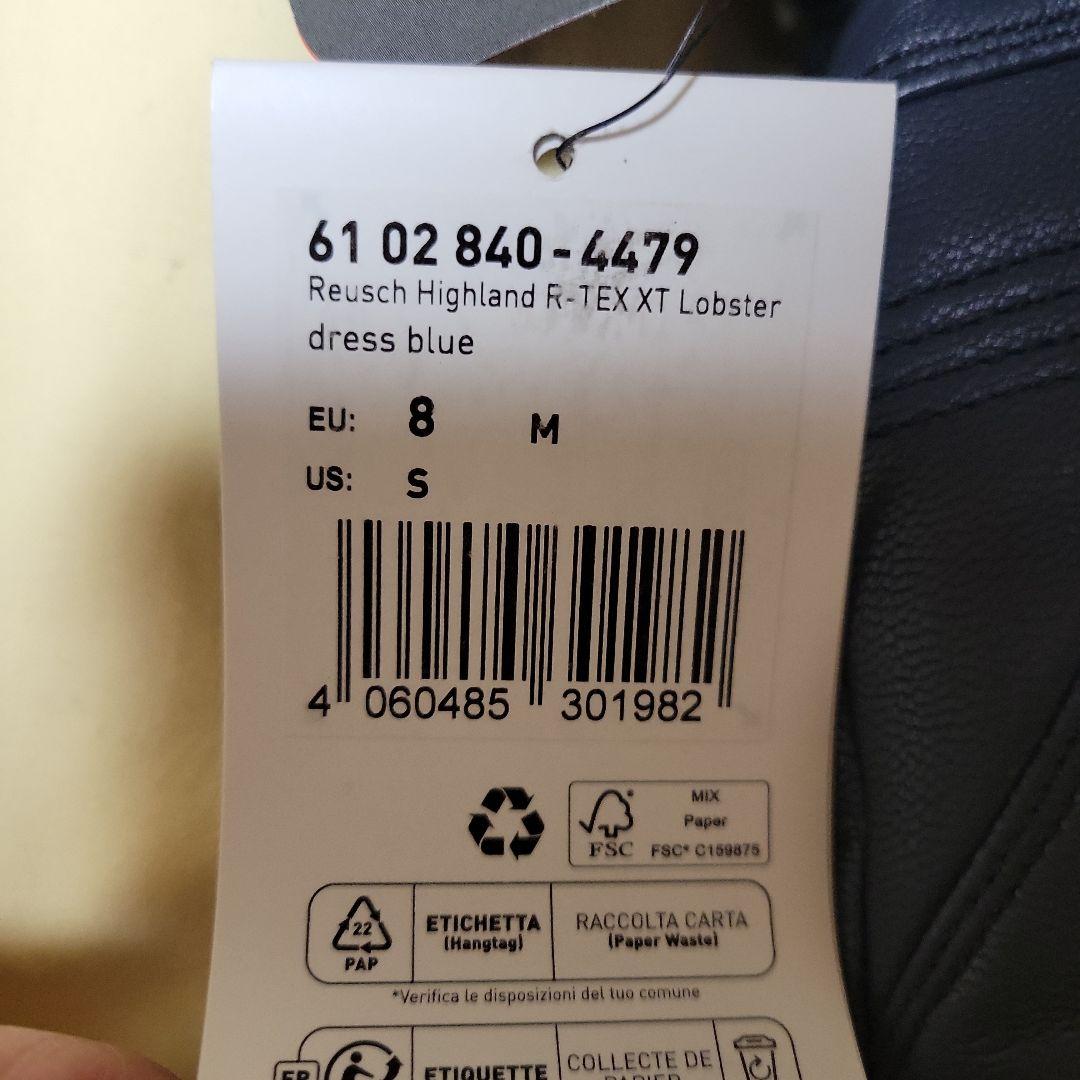 61 02 840-4479
Reusch Highland R-TEX XT Lobster
dress blue
EU: 8 M
US: S
4 060485 301982
MIX
Paper
FSC
FSC® C159875
22
PAP
ETICHETTA
(Hangtag)
RACCOLTA CARTA
(Paper Waste)
*Verifica le disposizioni del tuo comune
FR
ETIQUETTE
COLLECTE DE
PAPIER